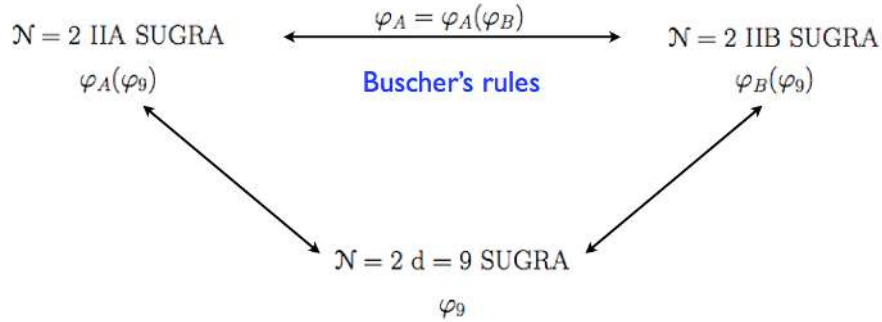 𝒩 = 2 IIA SUGRA
φ_A(φ_9)
φ_A = φ_A(φ_B)
Buscher's rules
𝒩 = 2 IIB SUGRA
φ_B(φ_9)
𝒩 = 2 d = 9 SUGRA
φ_9